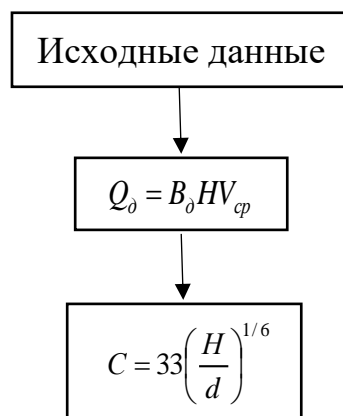 Исходные данные
Q_д = B_д H V_ср
C = 33 (H/d)^{1/6}